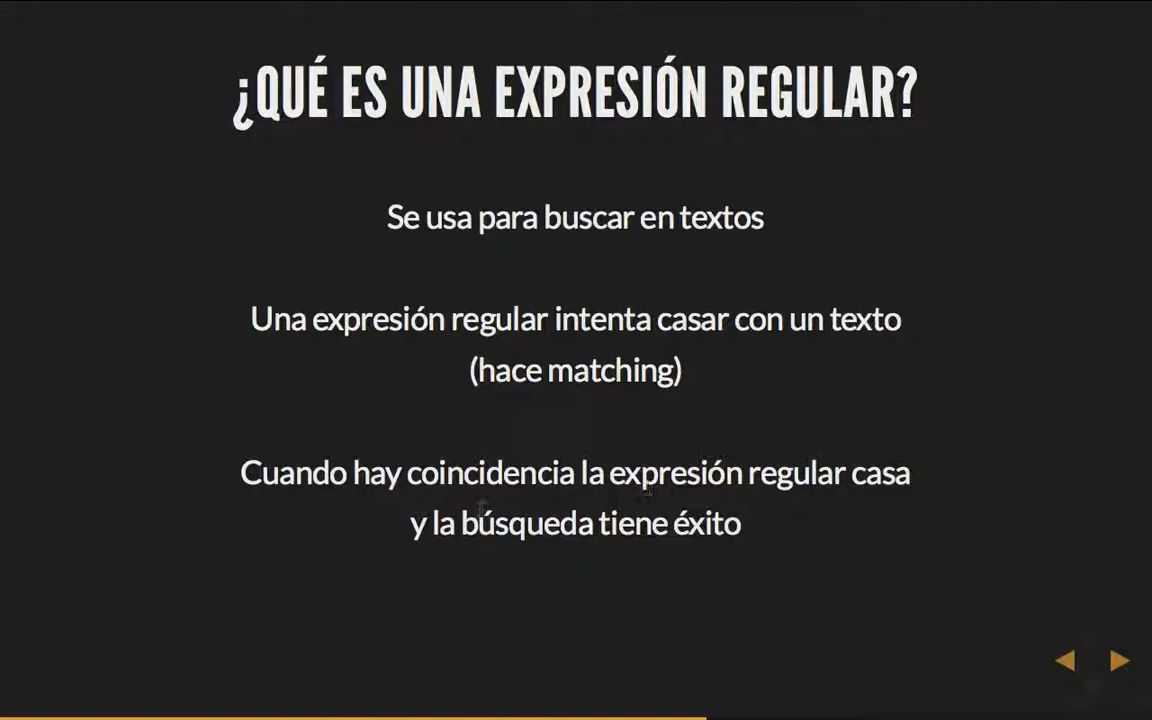 ¿QUÉ ES UNA EXPRESIÓN REGULAR?
Se usa para buscar en textos
Una expresión regular intenta casar con un texto
(hace matching)
Cuando hay coincidencia la expresión regular casa
y la búsqueda tiene éxito